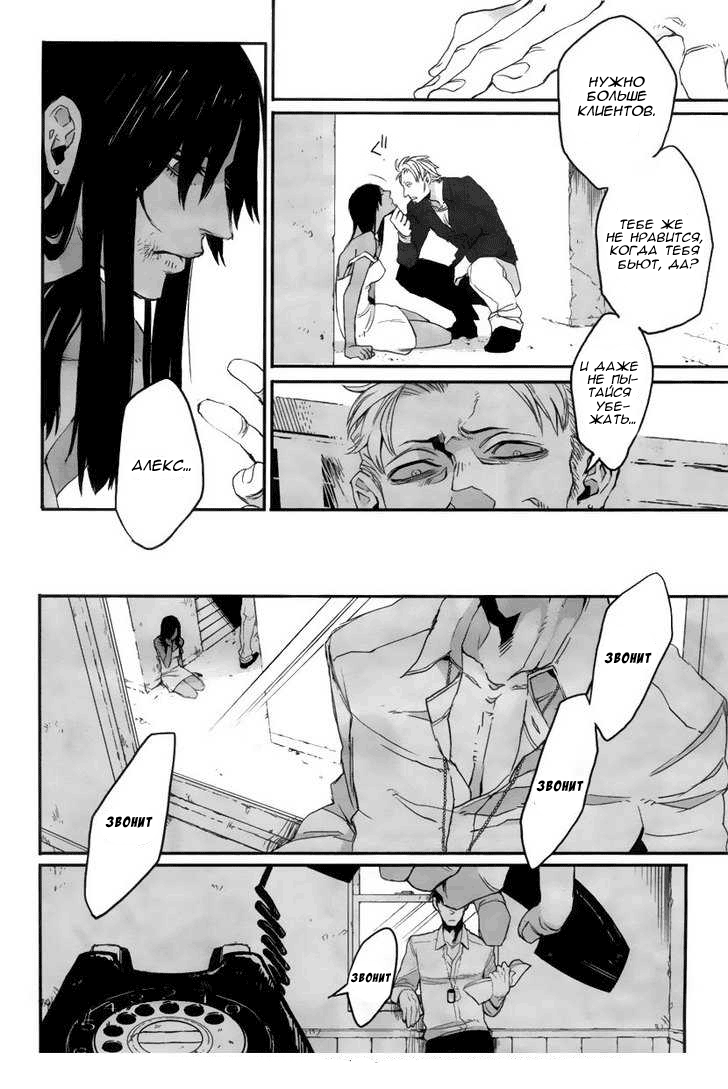 НУЖНО
БОЛЬШЕ
КЛИЕНТОВ.
ТЕБЕ ЖЕ
НЕ НРАВИТСЯ,
КОГДА ТЕБЯ
БЬЮТ, ДА?
И ДАЖЕ
НЕ ПЫ-
ТАЙСЯ
УБЕ-
ЖАТЬ...
АЛЕКС...
ЗВОНИТ
ЗВОНИТ
ЗВОНИТ
ЗВОНИТ